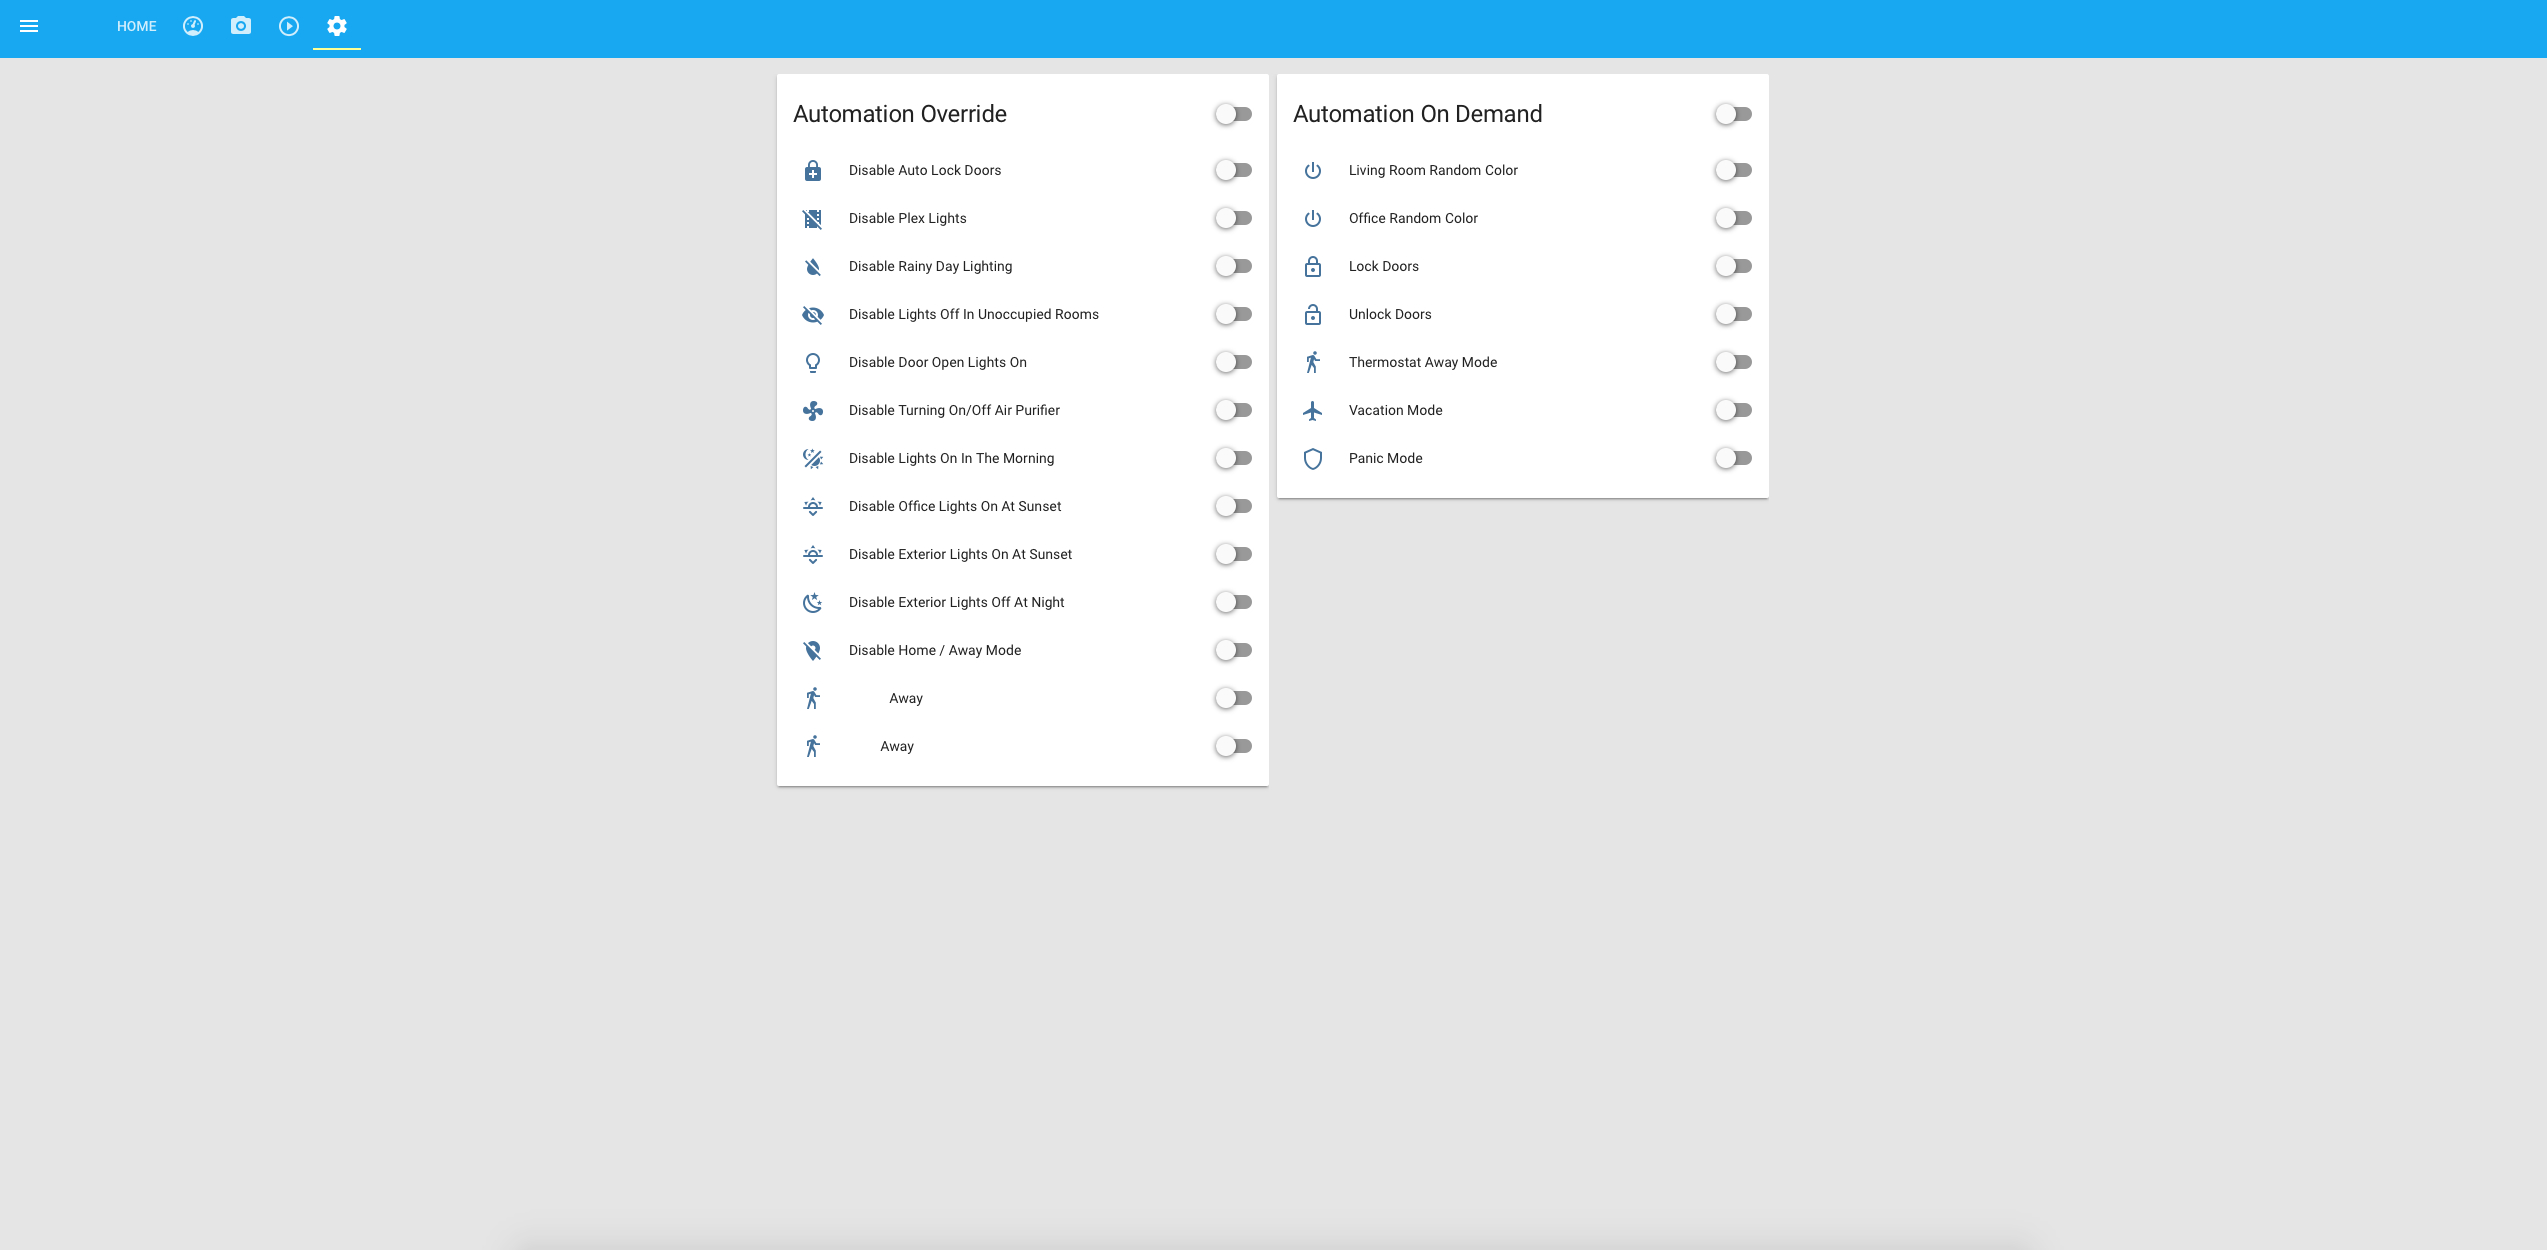 HOME
Automation Override
Disable Auto Lock Doors
Disable Plex Lights
Disable Rainy Day Lighting
Disable Lights Off In Unoccupied Rooms
Disable Door Open Lights On
Disable Turning On/Off Air Purifier
Disable Lights On In The Morning
Disable Office Lights On At Sunset
Disable Exterior Lights On At Sunset
Disable Exterior Lights Off At Night
Disable Home / Away Mode
Away
Away
Automation On Demand
Living Room Random Color
Office Random Color
Lock Doors
Unlock Doors
Thermostat Away Mode
Vacation Mode
Panic Mode